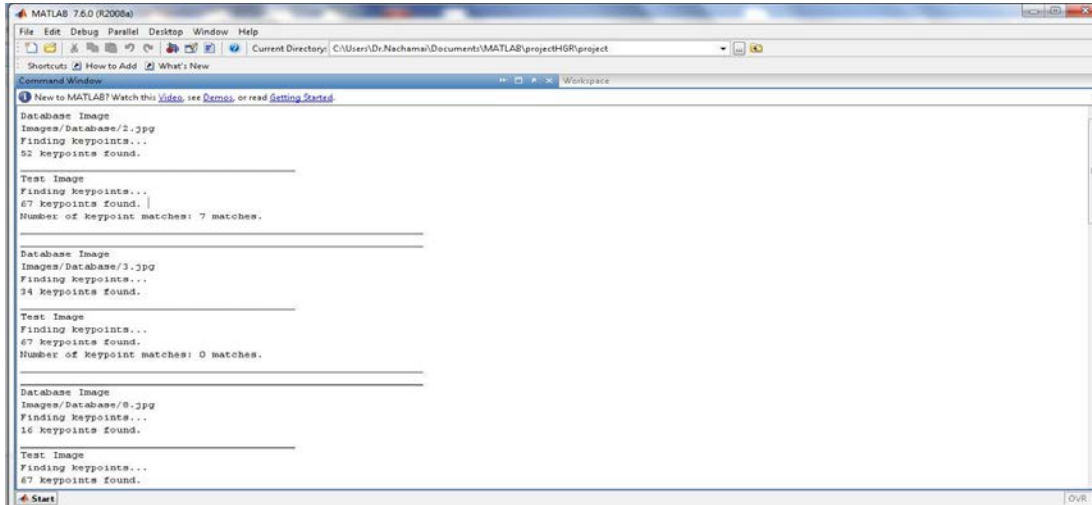 MATLAB 7.6.0 (R2008a)
File Edit Debug Parallel Desktop Window Help
Current Directory: C:\Users\Dr.Nachamai\Documents\MATLAB\projectHGR\project
Shortcuts How to Add What's New
Command Window
Workspace
New to MATLAB? Watch this Video, see Demos, or read Getting Started.
Database Image
Images/Database/2.jpg
Finding keypoints...
52 keypoints found.
Test Image
Finding keypoints...
67 keypoints found.
Number of keypoint matches: 7 matches.
Database Image
Images/Database/3.jpg
Finding keypoints...
34 keypoints found.
Test Image
Finding keypoints...
67 keypoints found.
Number of keypoint matches: 0 matches.
Database Image
Images/Database/8.jpg
Finding keypoints...
16 keypoints found.
Test Image
Finding keypoints...
67 keypoints found.
Start
OVR